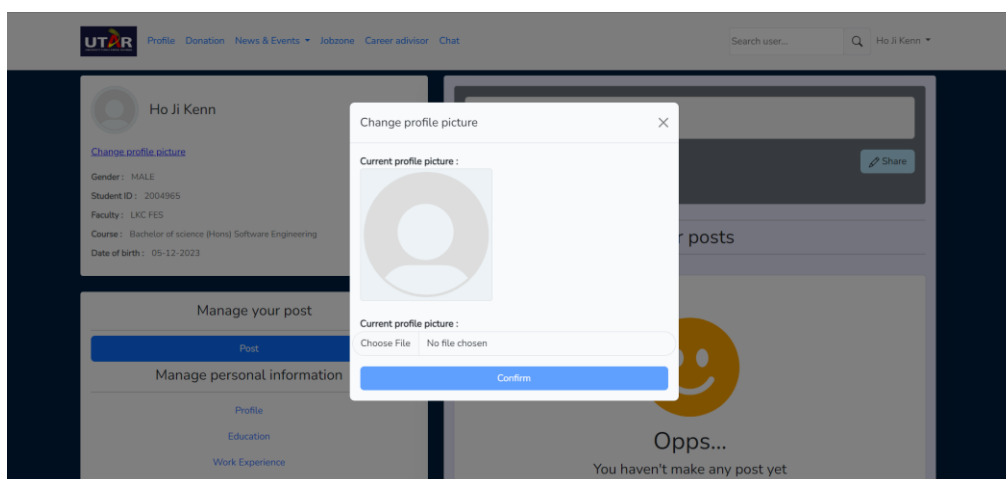 UTAR
Profile Donation News & Events Jobzone Career adivisor Chat
Search user...
Ho Ji Kenn
Ho Ji Kenn
Change profile picture
Gender : MALE
Student ID : 2004965
Faculty : LKC FES
Course : Bachelor of science (Hons) Software Engineering
Date of birth : 05-12-2023
Manage your post
Post
Manage personal information
Profile
Education
Work Experience
Change profile picture
Current profile picture :
Current profile picture :
Choose File No file chosen
Confirm
Share
r posts
Opps...
You haven't make any post yet